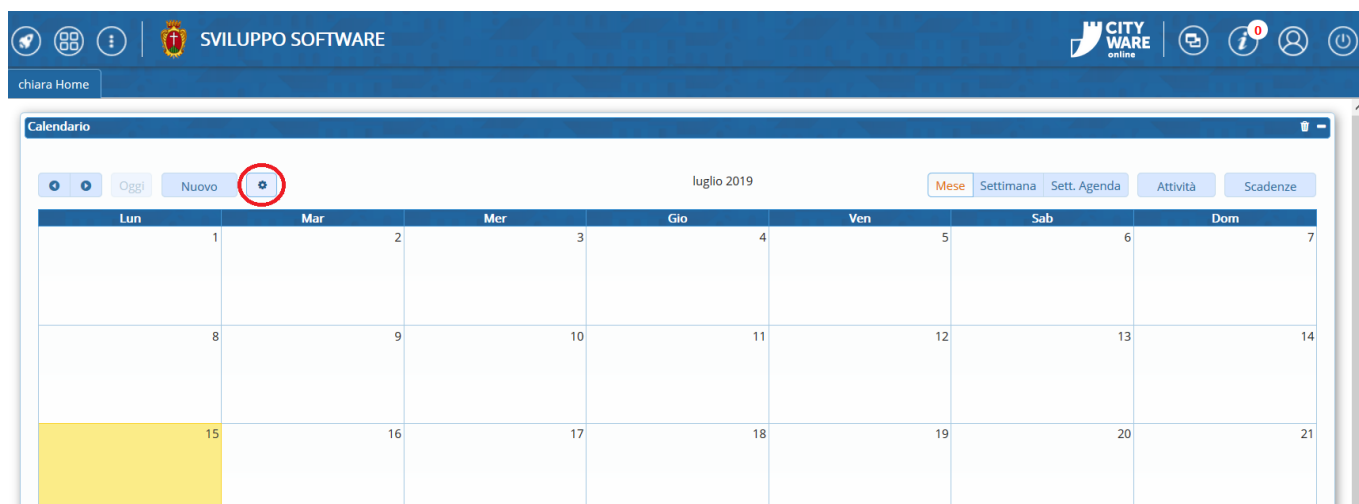 SVILUPPO SOFTWARE
CITY
WARE
online
0
chiara Home
Calendario
Oggi Nuovo luglio 2019 Mese Settimana Sett. Agenda Attività Scadenze
Lun Mar Mer Gio Ven Sab Dom
1 2 3 4 5 6 7
8 9 10 11 12 13 14
15 16 17 18 19 20 21